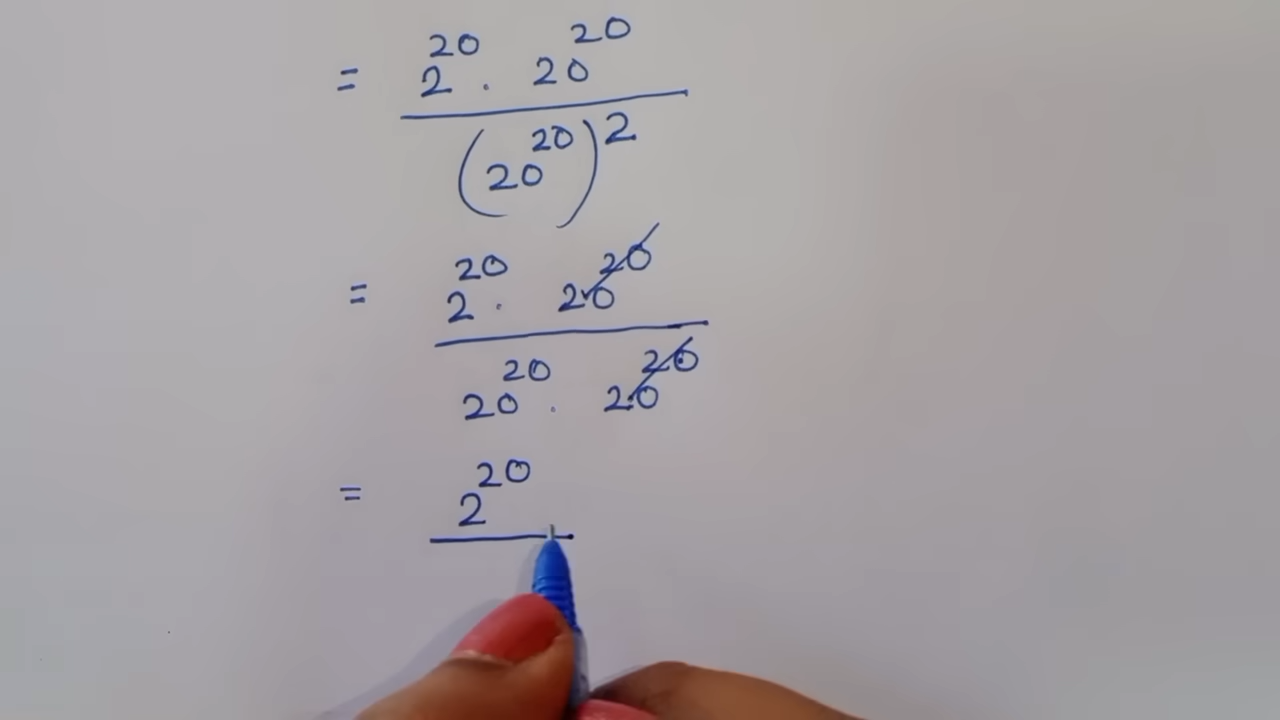 = 2^20 . 20^20
(20^20)^2
= 2^20 . 20^20
20^20 . 20^20
= 2^20